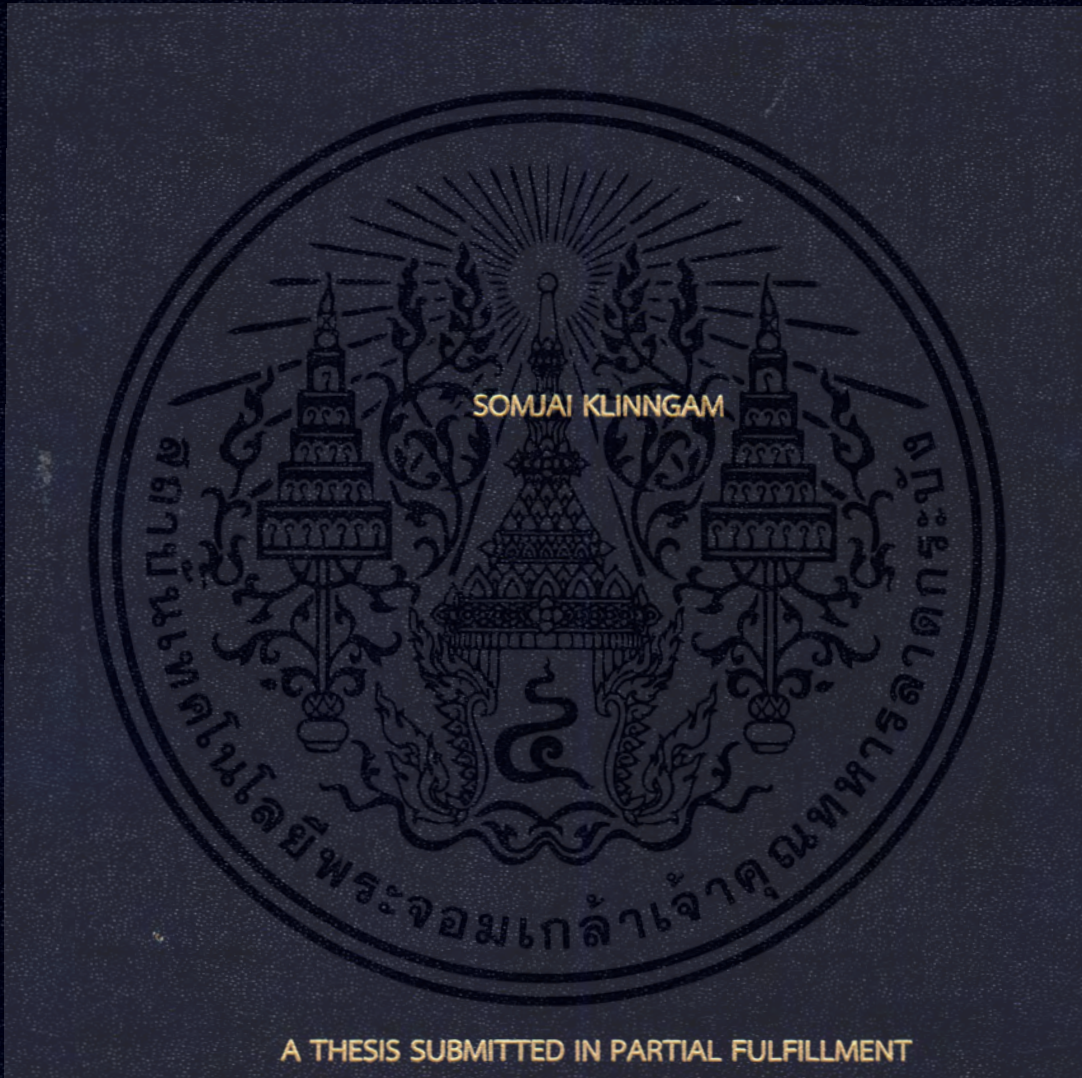 SOMJAI KLINNGAM
สถาบันเทคโนโลยีพระจอมเกล้าเจ้าคุณทหารลาดกระบัง
๔
A THESIS SUBMITTED IN PARTIAL FULFILLMENT